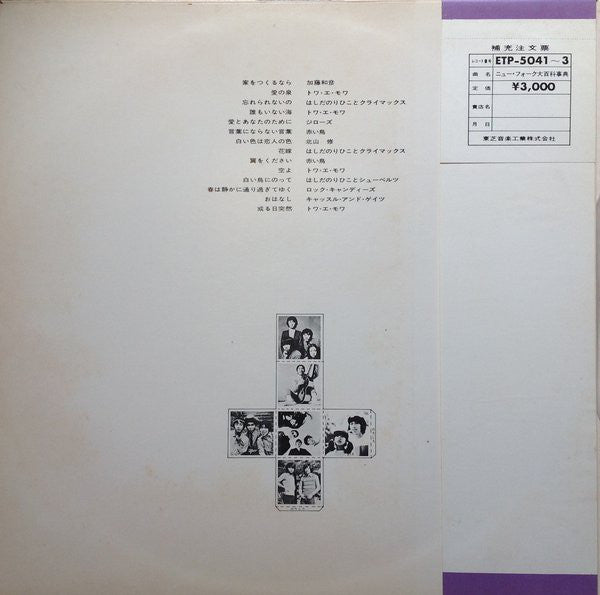 家をつくるなら 加藤和彦
愛の泉 トワ・エ・モワ
忘れられないの はしだのりひことクライマックス
誰もいない海 トワ・エ・モワ
愛とあなたのために ジローズ
言葉にならない言葉 赤い鳥
白い色は恋人の色 北山 修
花嫁 はしだのりひことクライマックス
翼をください 赤い鳥
空よ トワ・エ・モワ
白い鳥にのって はしだのりひことシューベルツ
春は静かに通り過ぎてゆく ロック・キャンディーズ
おはなし キャッスル・アンド・ゲイツ
或る日突然 トワ・エ・モワ
補充注文票
レコード番号 ETP-5041～3
曲名 ニュー・フォーク大百科事典
定価 ¥3,000
貴店名
月日
東芝音楽工業株式会社